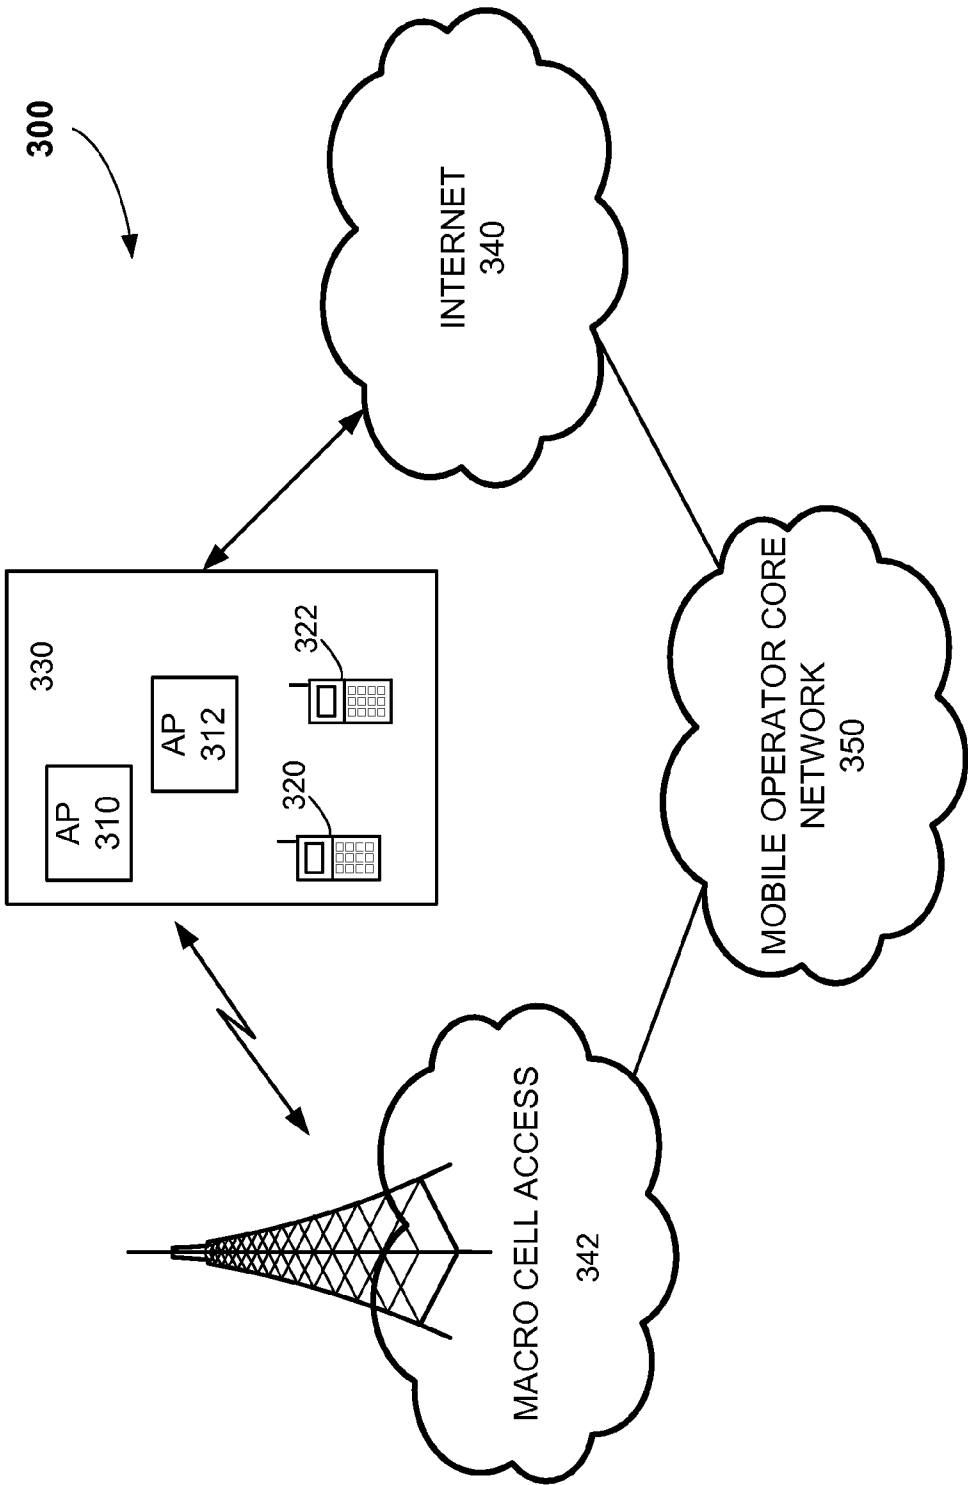 300
330
AP
310
AP
312
320
322
INTERNET
340
MACRO CELL ACCESS
342
MOBILE OPERATOR CORE
NETWORK
350